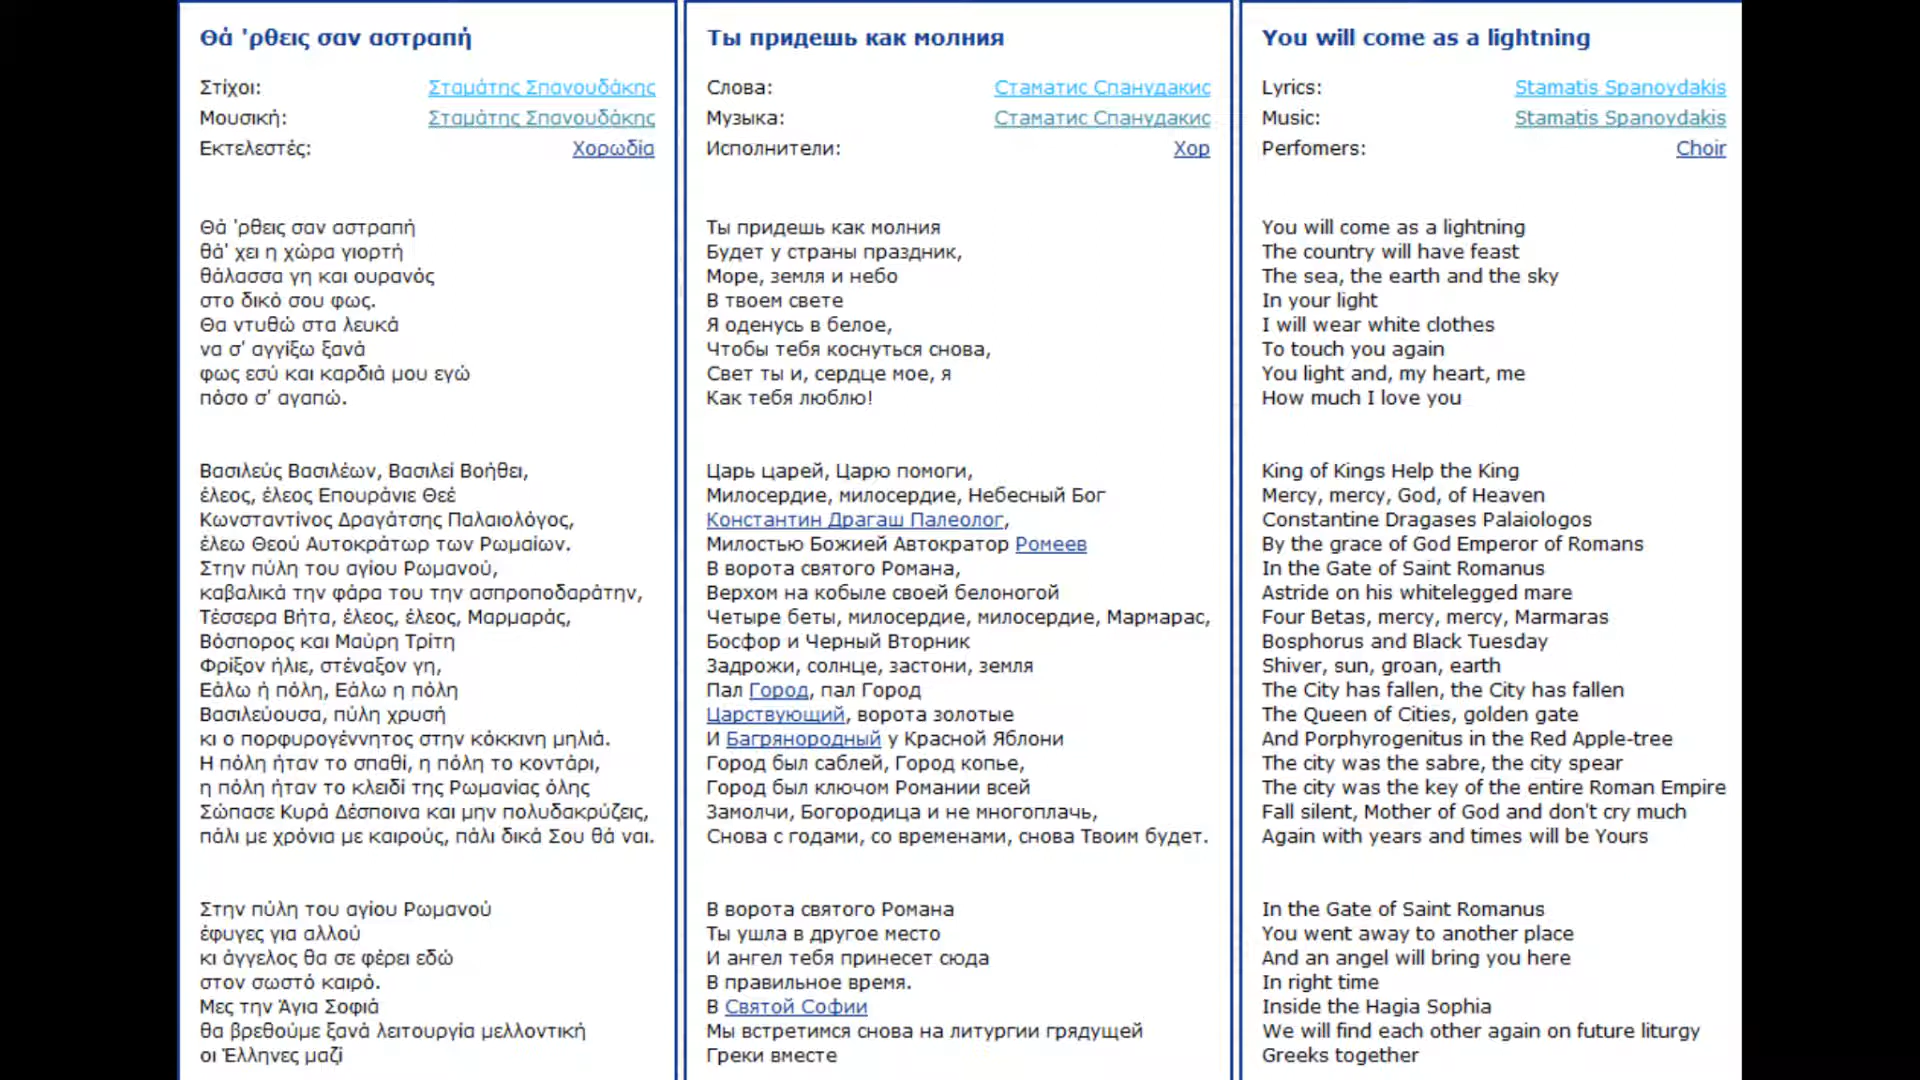 Θά 'ρθεις σαν αστραπή
Στίχοι: Σταμάτης Σπανουδάκης
Μουσική: Σταμάτης Σπανουδάκης
Εκτελεστές: Χορωδία
Θά 'ρθεις σαν αστραπή
θά' χει η χώρα γιορτή
θάλασσα γη και ουρανός
στο δικό σου φως.
Θα ντυθώ στα λευκά
να σ' αγγίξω ξανά
φως εσύ και καρδιά μου εγώ
πόσο σ' αγαπώ.
Βασιλεύς Βασιλέων, Βασιλεί Βοήθει,
έλεος, έλεος Επουράνιε Θεέ
Κωνσταντίνος Δραγάτσης Παλαιολόγος,
έλεω Θεού Αυτοκράτωρ των Ρωμαίων.
Στην πύλη του αγίου Ρωμανού,
καβαλικά την φάρα του την ασπροποδαράτην,
Τέσσερα Βήτα, έλεος, έλεος, Μαρμαράς,
Βόσπορος και Μαύρη Τρίτη
Φρίξον ήλιε, στέναξον γη,
Εάλω ή πόλη, Εάλω η πόλη
Βασιλεύουσα, πύλη χρυσή
κι ο πορφυρογέννητος στην κόκκινη μηλιά.
Η πόλη ήταν το σπαθί, η πόλη το κοντάρι,
η πόλη ήταν το κλειδί της Ρωμανίας όλης
Σώπασε Κυρά Δέσποινα και μην πολυδακρύζεις,
πάλι με χρόνια με καιρούς, πάλι δικά Σου θά ναι.
Στην πύλη του αγίου Ρωμανού
έφυγες για αλλού
κι άγγελος θα σε φέρει εδώ
στον σωστό καιρό.
Μες την Άγια Σοφιά
θα βρεθούμε ξανά λειτουργία μελλοντική
οι Έλληνες μαζί
Ты придешь как молния
Слова: Стаматис Спанудакис
Музыка: Стаматис Спанудакис
Исполнители: Хор
Ты придешь как молния
Будет у страны праздник,
Море, земля и небо
В твоем свете
Я оденусь в белое,
Чтобы тебя коснуться снова,
Свет ты и, сердце мое, я
Как тебя люблю!
Царь царей, Царю помоги,
Милосердие, милосердие, Небесный Бог
Константин Драгаш Палеолог,
Милостью Божией Автократор Ромеев
В ворота святого Романа,
Верхом на кобыле своей белоногой
Четыре беты, милосердие, милосердие, Мармарас,
Босфор и Черный Вторник
Задрожи, солнце, застони, земля
Пал Город, пал Город
Царствующий, ворота золотые
И Багрянородный у Красной Яблони
Город был саблей, Город копье,
Город был ключом Романии всей
Замолчи, Богородица и не многоплачь,
Снова с годами, со временами, снова Твоим будет.
В ворота святого Романа
Ты ушла в другое место
И ангел тебя принесет сюда
В правильное время.
В Святой Софии
Мы встретимся снова на литургии грядущей
Греки вместе
You will come as a lightning
Lyrics: Stamatis Spanoydakis
Music: Stamatis Spanoydakis
Perfomers: Choir
You will come as a lightning
The country will have feast
The sea, the earth and the sky
In your light
I will wear white clothes
To touch you again
You light and, my heart, me
How much I love you
King of Kings Help the King
Mercy, mercy, God, of Heaven
Constantine Dragases Palaiologos
By the grace of God Emperor of Romans
In the Gate of Saint Romanus
Astride on his whitelegged mare
Four Betas, mercy, mercy, Marmaras
Bosphorus and Black Tuesday
Shiver, sun, groan, earth
The City has fallen, the City has fallen
The Queen of Cities, golden gate
And Porphyrogenitus in the Red Apple-tree
The city was the sabre, the city spear
The city was the key of the entire Roman Empire
Fall silent, Mother of God and don't cry much
Again with years and times will be Yours
In the Gate of Saint Romanus
You went away to another place
And an angel will bring you here
In right time
Inside the Hagia Sophia
We will find each other again on future liturgy
Greeks together